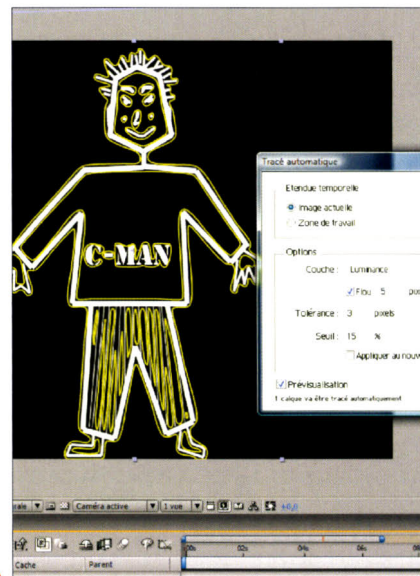 C-MAN
Tracé automatique
Etendue temporelle
Image actuelle
Zone de travail
Options
Couche : Luminance
Flou 5
Tolérance : 3 pixels
Seuil : 15 %
Appliquer au
Prévisualisation
1 calque va être tracé automatiquement
Caméra active 1 vue +0,0
02s 04s 06s
Cache Parent